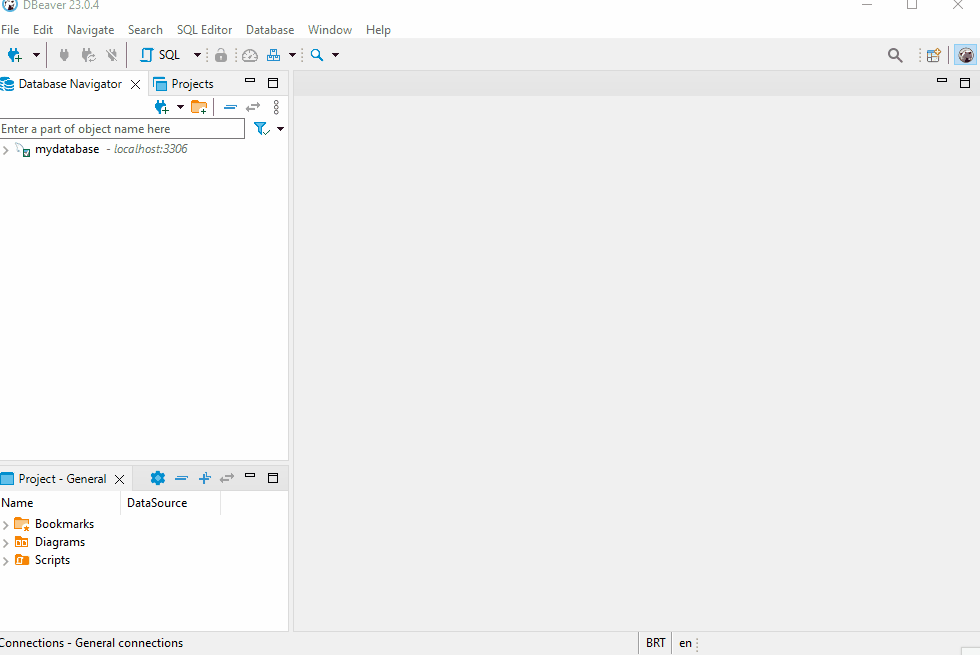 DBeaver 23.0.4
File Edit Navigate Search SQL Editor Database Window Help
SQL
Database Navigator Projects
Enter a part of object name here
mydatabase - localhost:3306
Project - General
Name DataSource
Bookmarks
Diagrams
Scripts
Connections - General connections BRT en